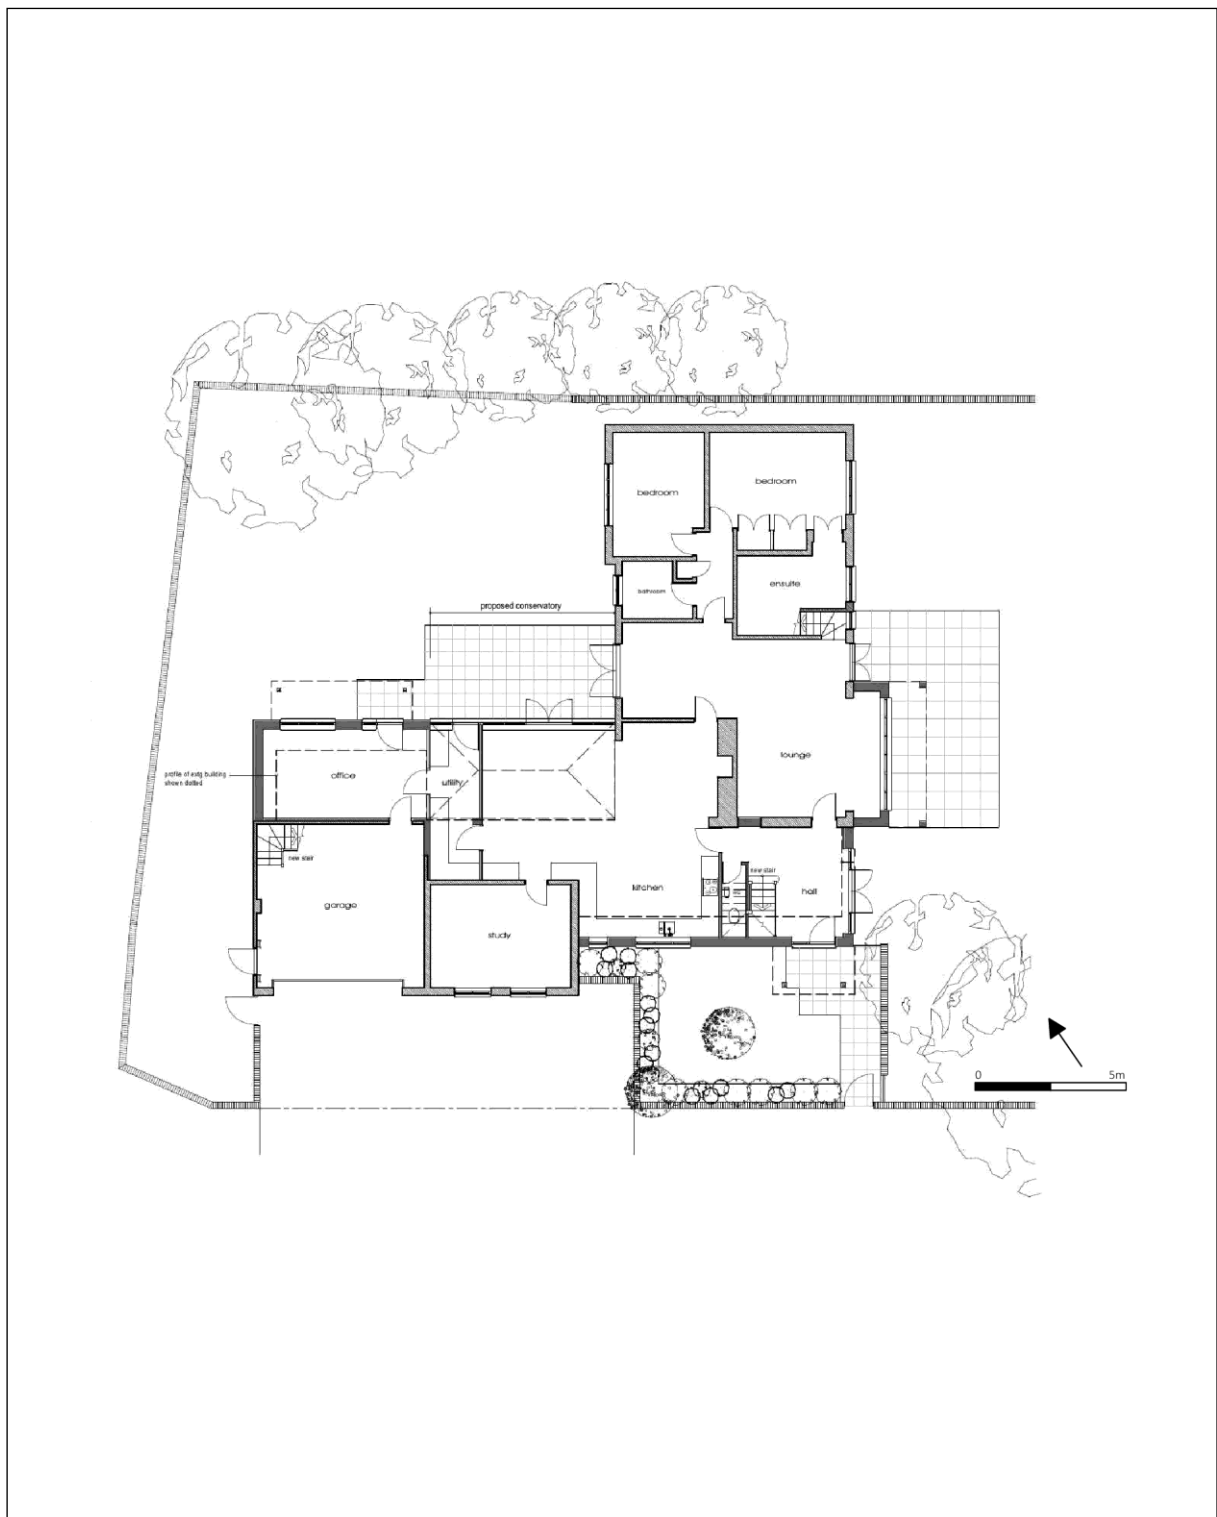 bedroom
bedroom
bathroom
ensuite
proposed conservatory
lounge
office
utility
profile of extg building
shown dotted
new stair
new stair
kitchen
hall
garage
study
0 5m